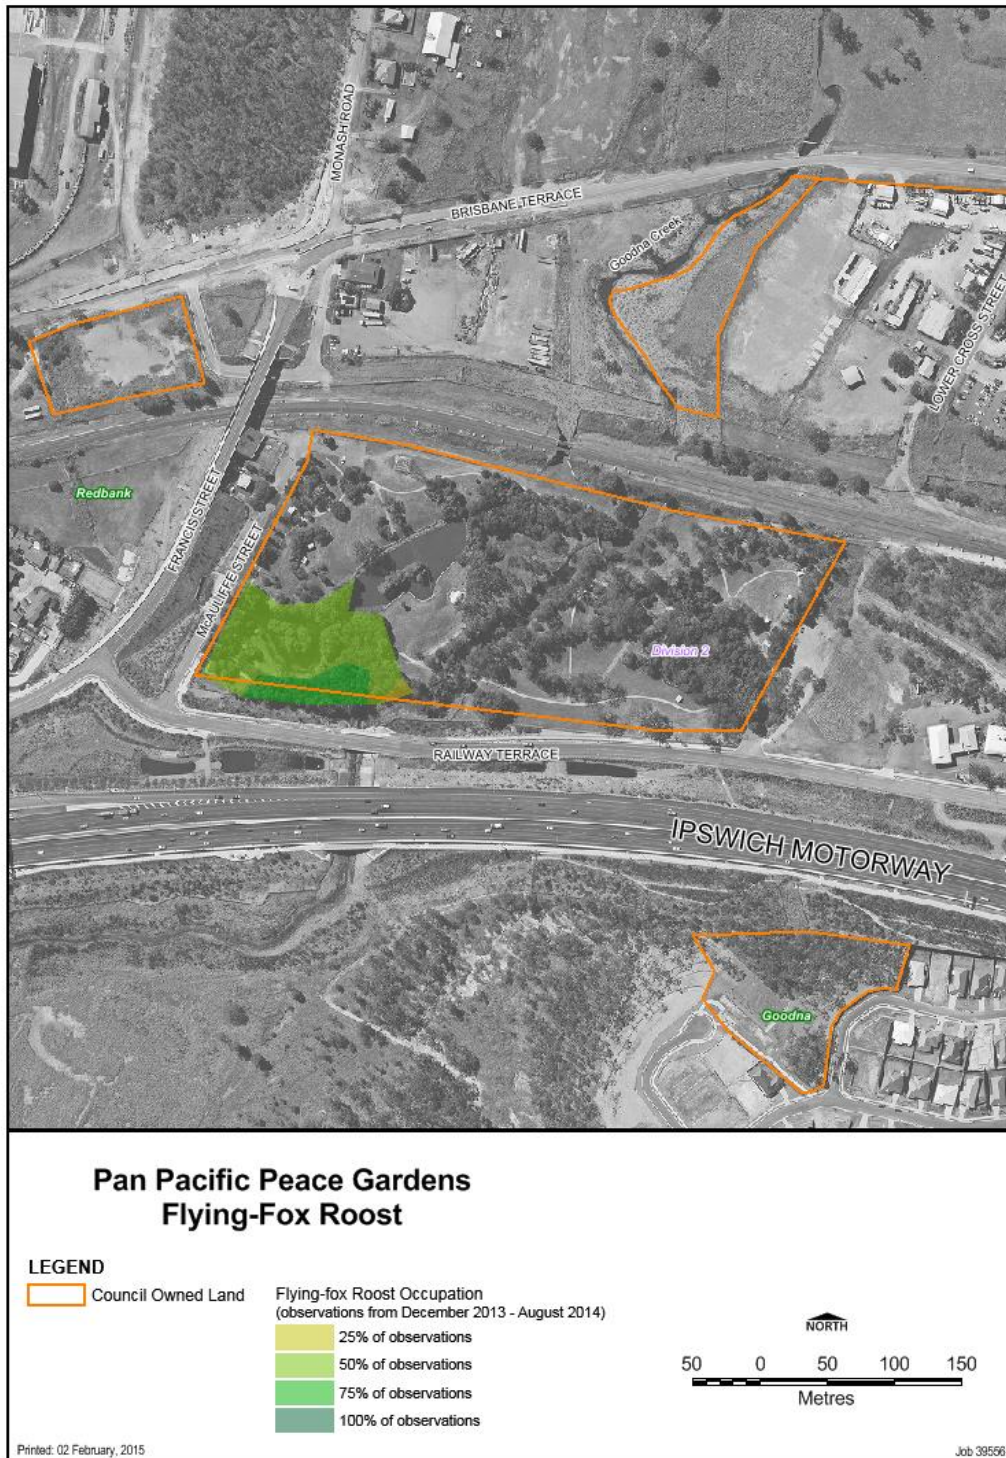 MONASH ROAD
BRISBANE TERRACE
Goodna Creek
LOWER CROSS STREET
Redbank
FRANCIS STREET
McAULIFFE STREET
Division 2
RAILWAY TERRACE
IPSWICH MOTORWAY
Goodna
Pan Pacific Peace Gardens
Flying-Fox Roost
LEGEND
Council Owned Land
Flying-fox Roost Occupation
(observations from December 2013 - August 2014)
25% of observations
50% of observations
75% of observations
100% of observations
NORTH
50 0 50 100 150
Metres
Printed: 02 February, 2015
Job 39556